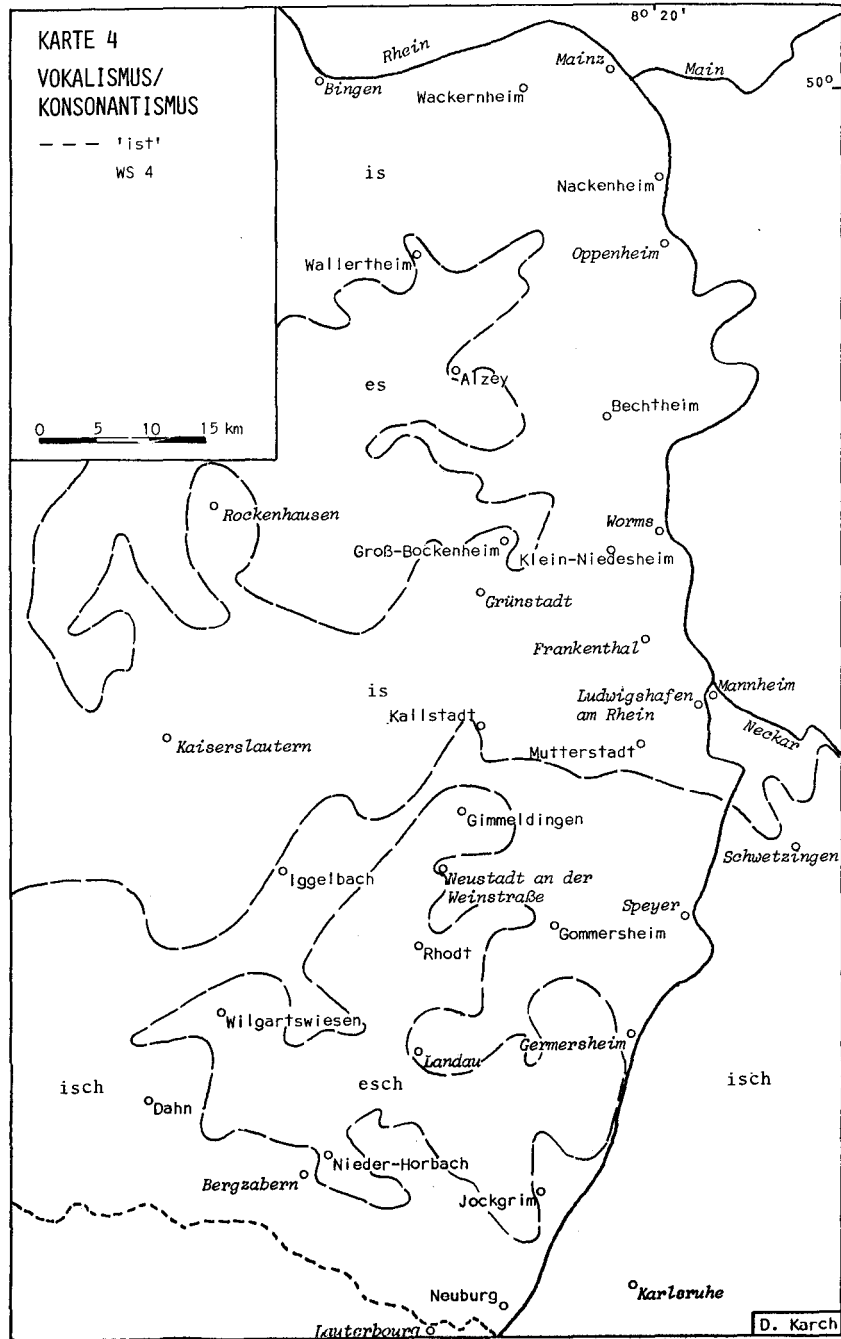 KARTE 4
VOKALISMUS/
KONSONANTISMUS
'ist'
WS 4
0 5 10 15 km
8° 20'
50°
Rhein
Mainz
Main
Bingen
Wackernheim
is
Nackenheim
Wallertheim
Oppenheim
Alzey
es
Bechtheim
Rockenhausen
Worms
Groß-Bockenheim
Klein-Niedesheim
Grünstadt
Frankenthal
is
Ludwigshafen
am Rhein
Mannheim
Kallstadt
Neckar
Kaiserslautern
Mutterstadt
Gimmeldingen
Schwetzingen
Iggelbach
Neustadt an der
Weinstraße
Speyer
Gommersheim
Rhodt
Wilgartswiesen
Germersheim
Landau
isch
esch
isch
Dahn
Nieder-Horbach
Bergzabern
Jockgrim
Neuburg
Karlsruhe
Lauterbourg
D. Karch